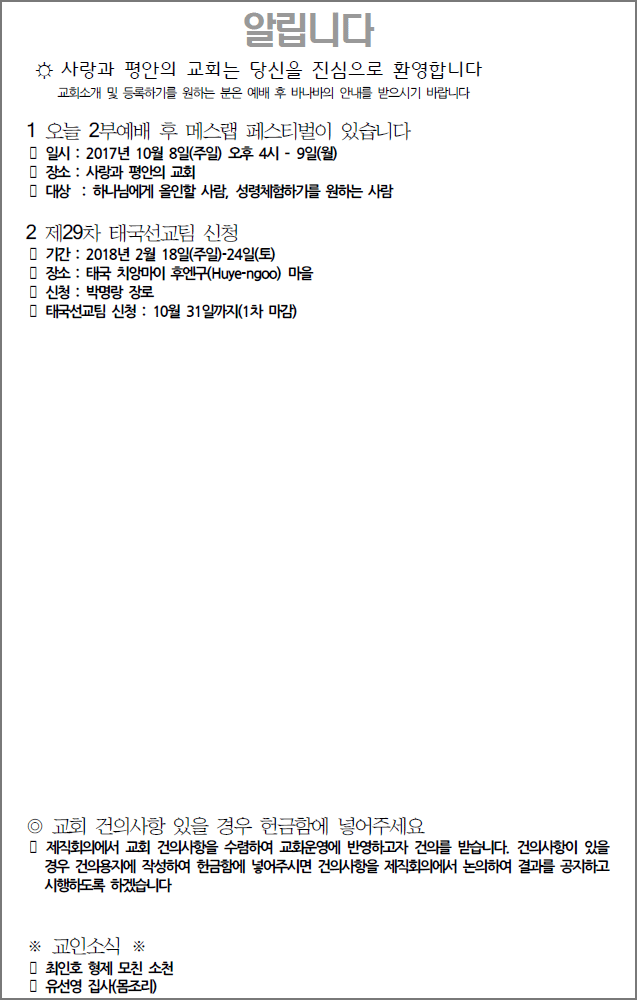 알립니다
☼ 사랑과 평안의 교회는 당신을 진심으로 환영합니다
교회소개 및 등록하기를 원하는 분은 예배 후 바나바의 안내를 받으시기 바랍니다
1 오늘 2부예배 후 메스랩 페스티벌이 있습니다
▯ 일시 : 2017년 10월 8일(주일) 오후 4시 - 9일(월)
▯ 장소 : 사랑과 평안의 교회
▯ 대상 : 하나님에게 올인할 사람, 성령체험하기를 원하는 사람
2 제29차 태국선교팀 신청
▯ 기간 : 2018년 2월 18일(주일)-24일(토)
▯ 장소 : 태국 치앙마이 후엔구(Huye-ngoo) 마을
▯ 신청 : 박명랑 장로
▯ 태국선교팀 신청 : 10월 31일까지(1차 마감)
◎ 교회 건의사항 있을 경우 헌금함에 넣어주세요
▯ 제직회의에서 교회 건의사항을 수렴하여 교회운영에 반영하고자 건의를 받습니다. 건의사항이 있을
경우 건의용지에 작성하여 헌금함에 넣어주시면 건의사항을 제직회의에서 논의하여 결과를 공지하고
시행하도록 하겠습니다
※ 교인소식 ※
▯ 최인호 형제 모친 소천
▯ 유선영 집사(몸조리)